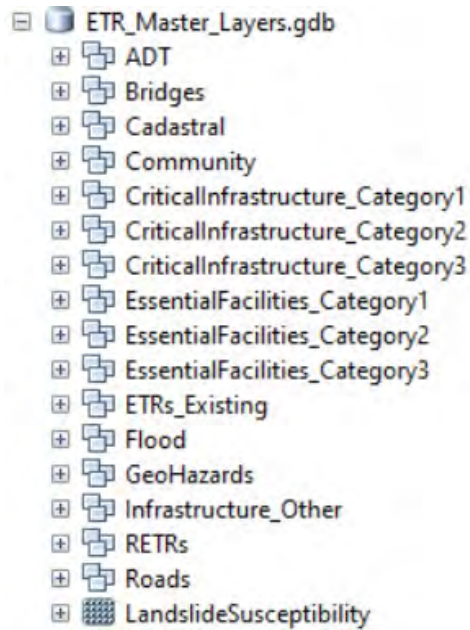 ETR_Master_Layers.gdb
ADT
Bridges
Cadastral
Community
CriticalInfrastructure_Category1
CriticalInfrastructure_Category2
CriticalInfrastructure_Category3
EssentialFacilities_Category1
EssentialFacilities_Category2
EssentialFacilities_Category3
ETRs_Existing
Flood
GeoHazards
Infrastructure_Other
RETRs
Roads
LandslideSusceptibility